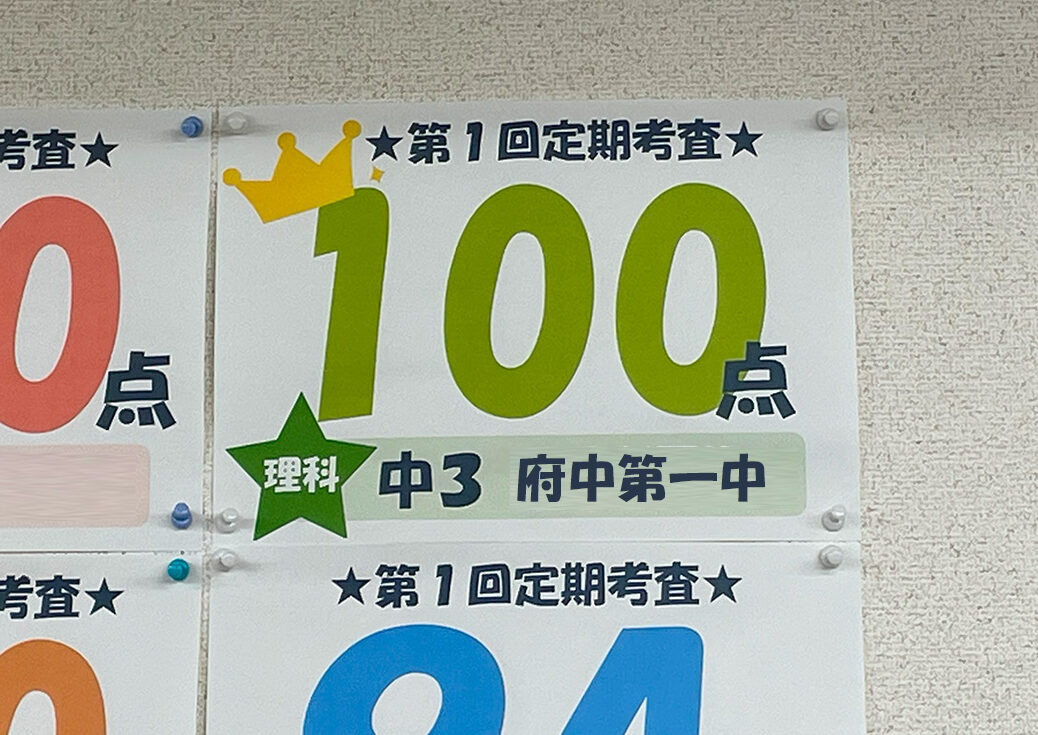 考査★
0
点
★第1回定期考査★
100
点
理科
中3 府中第一中
考査★
★第1回定期考査★